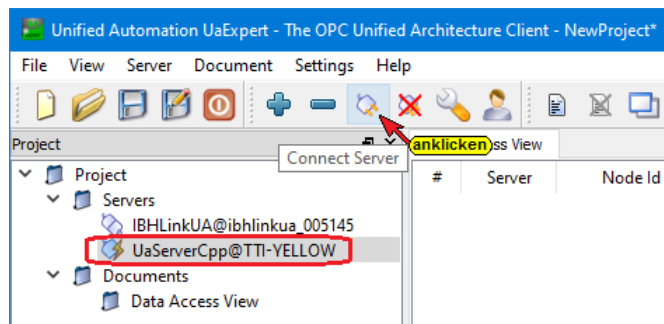 Unified Automation UaExpert - The OPC Unified Architecture Client - NewProject*
File View Server Document Settings Help
Project
anklicken
ss View
Connect Server
Project
# Server Node Id
Servers
IBHLinkUA@ibhlinkua_005145
UaServerCpp@TTI-YELLOW
Documents
Data Access View